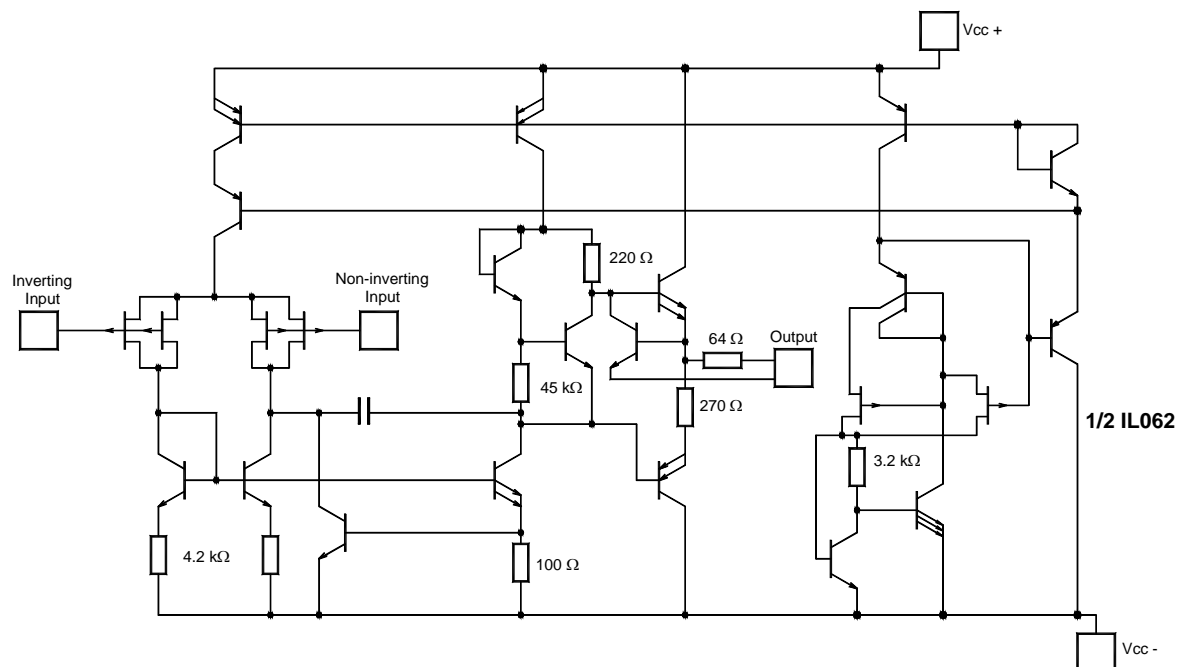 Vcc +
Inverting
Input
Non-inverting
Input
220 Ω
64 Ω
Output
45 kΩ
270 Ω
1/2 IL062
3.2 kΩ
4.2 kΩ
100 Ω
Vcc -